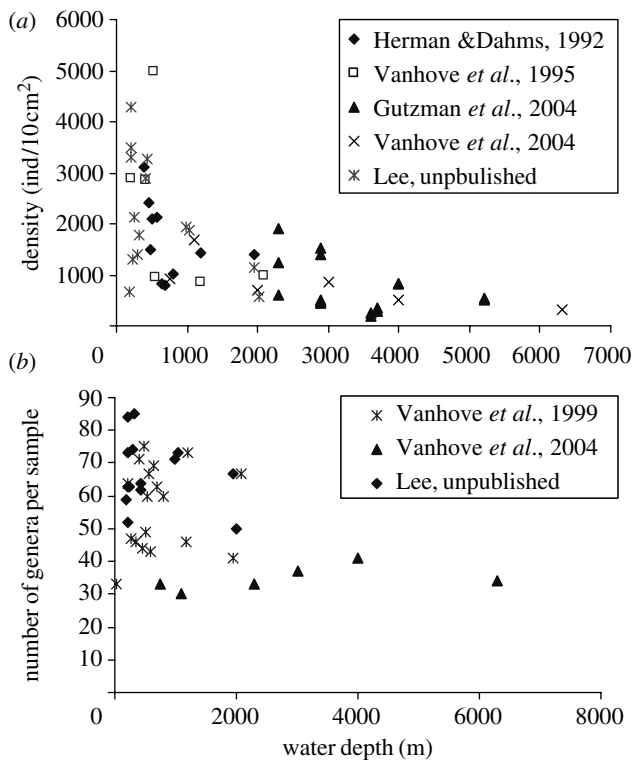 (a)
6000
5000
4000
3000
2000
1000
density (ind/10cm²)
Herman &Dahms, 1992
Vanhove et al., 1995
Gutzman et al., 2004
Vanhove et al., 2004
Lee, unpbulished
0 1000 2000 3000 4000 5000 6000 7000
(b)
90
80
70
60
50
40
30
20
10
number of genera per sample
Vanhove et al., 1999
Vanhove et al., 2004
Lee, unpublished
0 2000 4000 6000 8000
water depth (m)